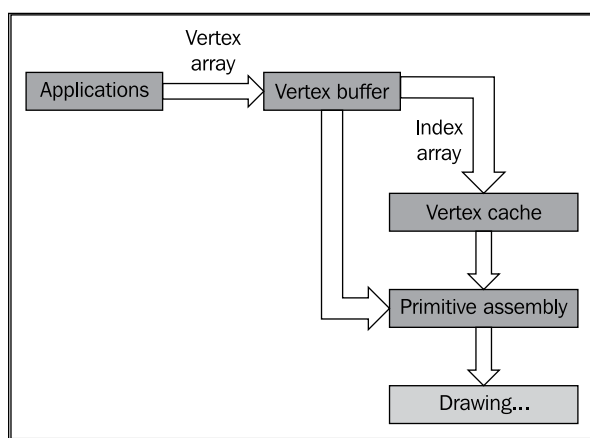 Vertex
array
Applications
Vertex buffer
Index
array
Vertex cache
Primitive assembly
Drawing...